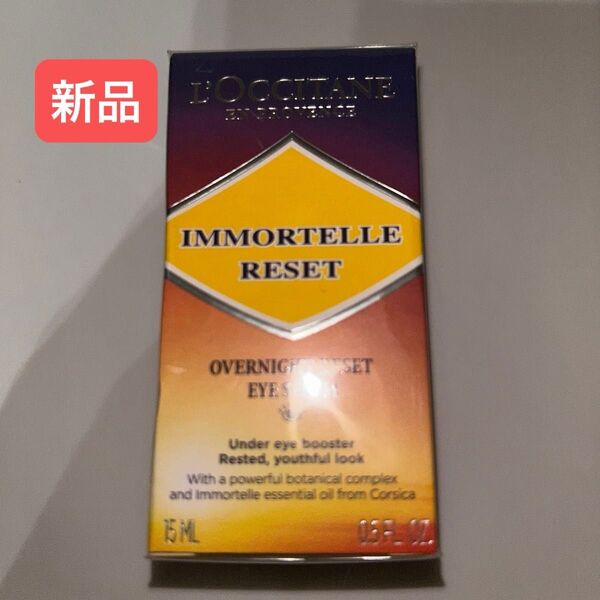 新品
L'OCCITANE
EN PROVENCE
IMMORTELLE
RESET
OVERNIGHT RESET
EYE SERUM
Under eye booster
Rested, youthful look
With a powerful botanical complex
and Immortelle essential oil from Corsica
15 ML 0.5 FL. OZ.